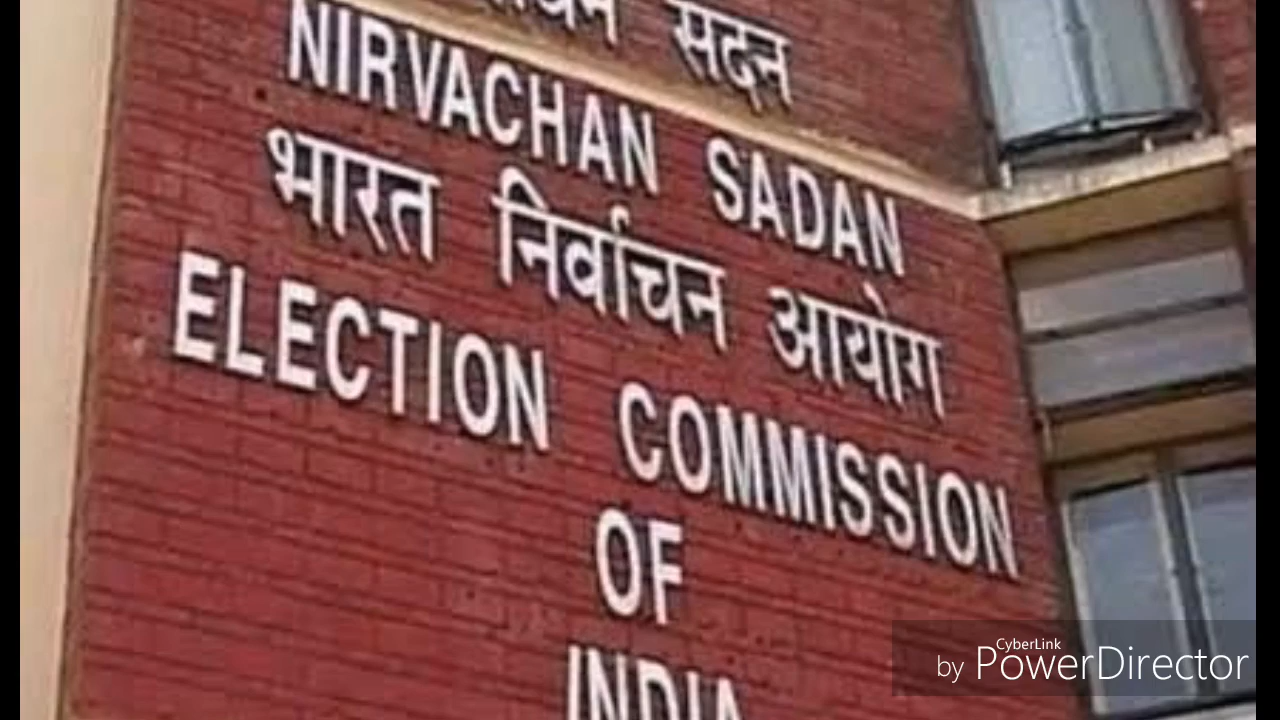 सदन
NIRVACHAN SADAN
भारत निर्वाचन आयोग
ELECTION COMMISSION
OF
INDIA
CyberLink
by PowerDirector